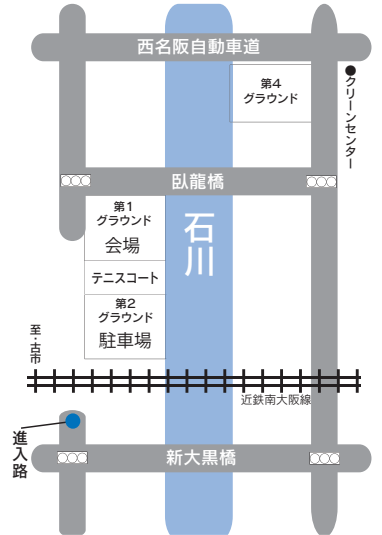 西名阪自動車道
第4
グラウンド
クリーンセンター
臥龍橋
第1
グラウンド
会場
石川
テニスコート
第2
グラウンド
駐車場
至・古市
近鉄南大阪線
進入路
新大黒橋